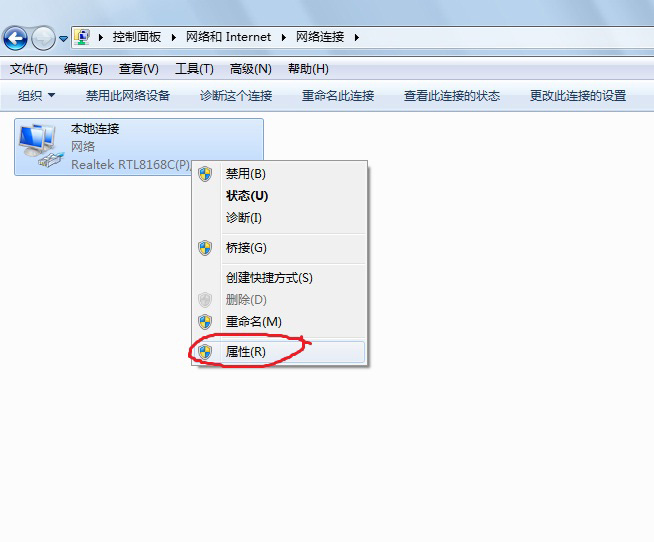 控制面板 网络和 Internet 网络连接
文件(F) 编辑(E) 查看(V) 工具(T) 高级(N) 帮助(H)
组织 禁用此网络设备 诊断这个连接 重命名此连接 查看此连接的状态 更改此连接的设置
本地连接
网络
Realtek RTL8168C(P)
禁用(B)
状态(U)
诊断(I)
桥接(G)
创建快捷方式(S)
删除(D)
重命名(M)
属性(R)